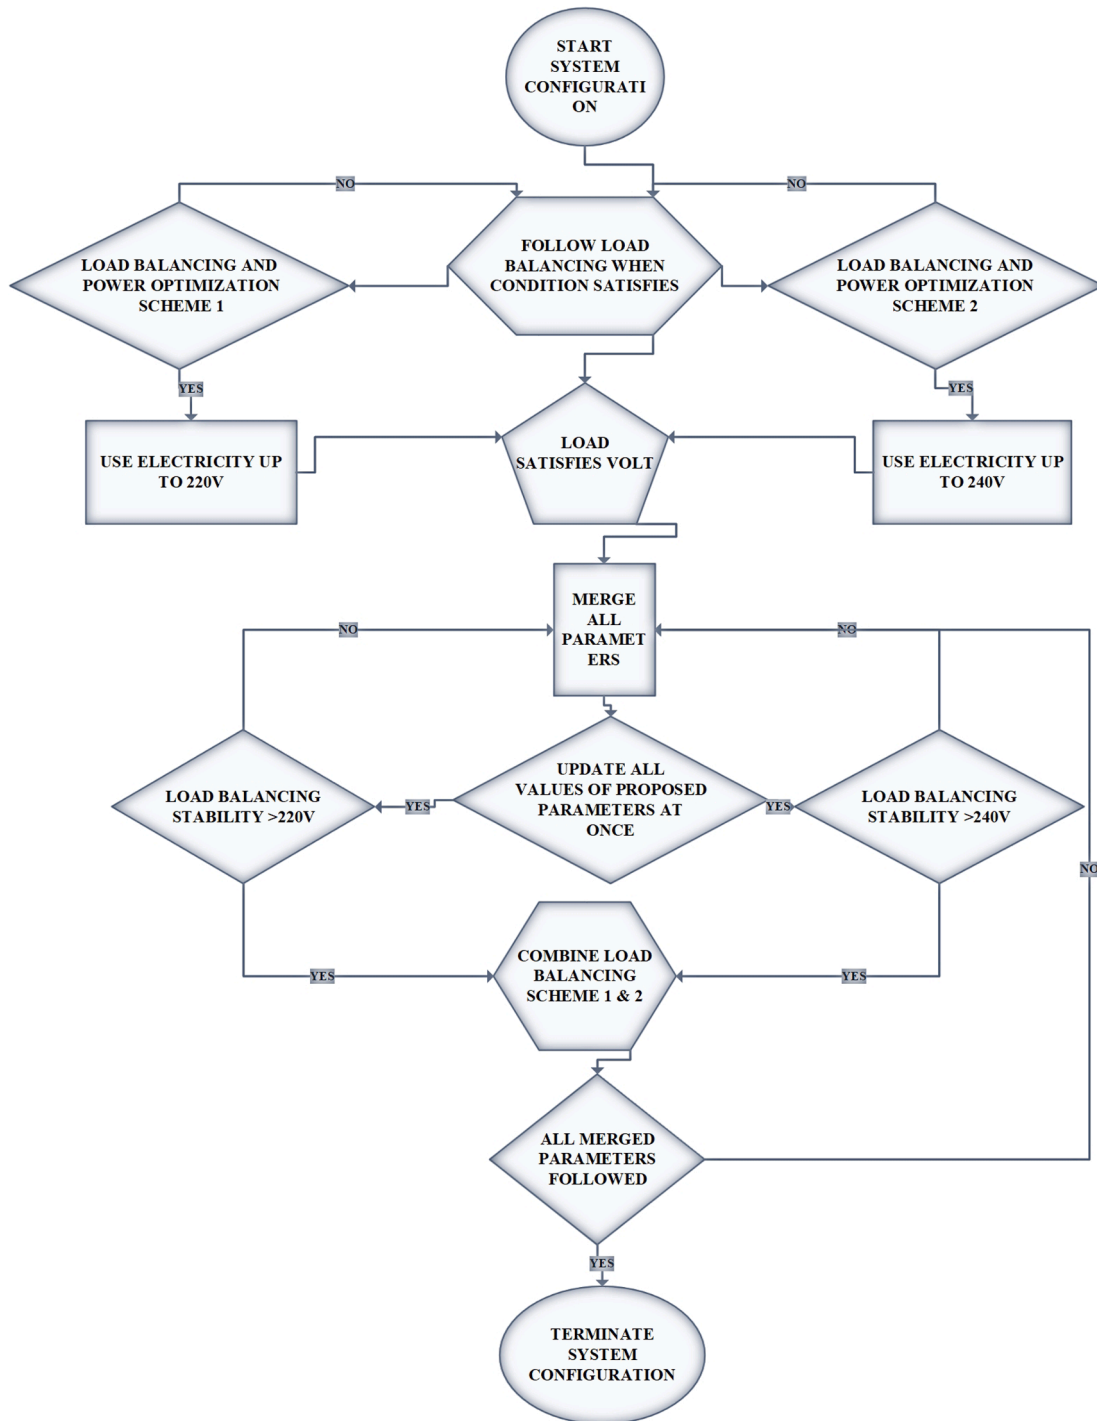 START
SYSTEM
CONFIGURATI
ON
NO
NO
LOAD BALANCING AND
POWER OPTIMIZATION
SCHEME 1
FOLLOW LOAD
BALANCING WHEN
CONDITION SATISFIES
LOAD BALANCING AND
POWER OPTIMIZATION
SCHEME 2
YES
YES
USE ELECTRICITY UP
TO 220V
LOAD
SATISFIES VOLT
USE ELECTRICITY UP
TO 240V
MERGE
ALL
PARAMET
ERS
NO
NO
LOAD BALANCING
STABILITY >220V
YES
UPDATE ALL
VALUES OF PROPOSED
PARAMETERS AT
ONCE
YES
LOAD BALANCING
STABILITY >240V
NO
YES
COMBINE LOAD
BALANCING
SCHEME 1 & 2
YES
ALL MERGED
PARAMETERS
FOLLOWED
YES
TERMINATE
SYSTEM
CONFIGURATION